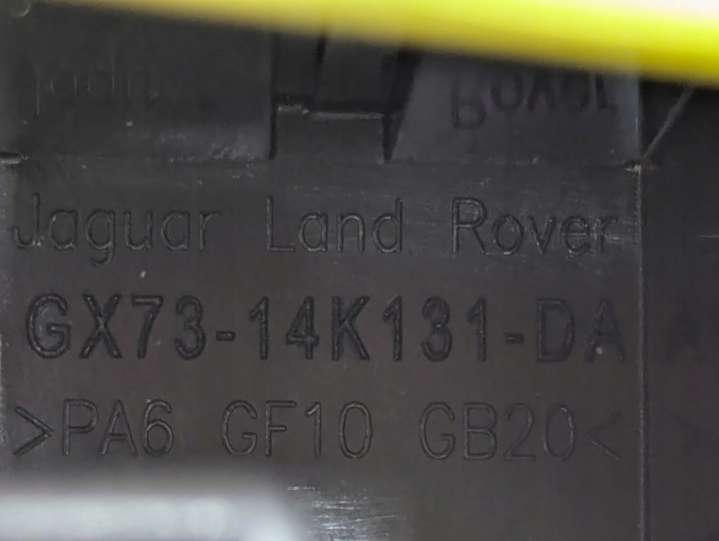 Jaguar Land Rover
GX73-14K131-DA
>PA6 GF10 GB20<